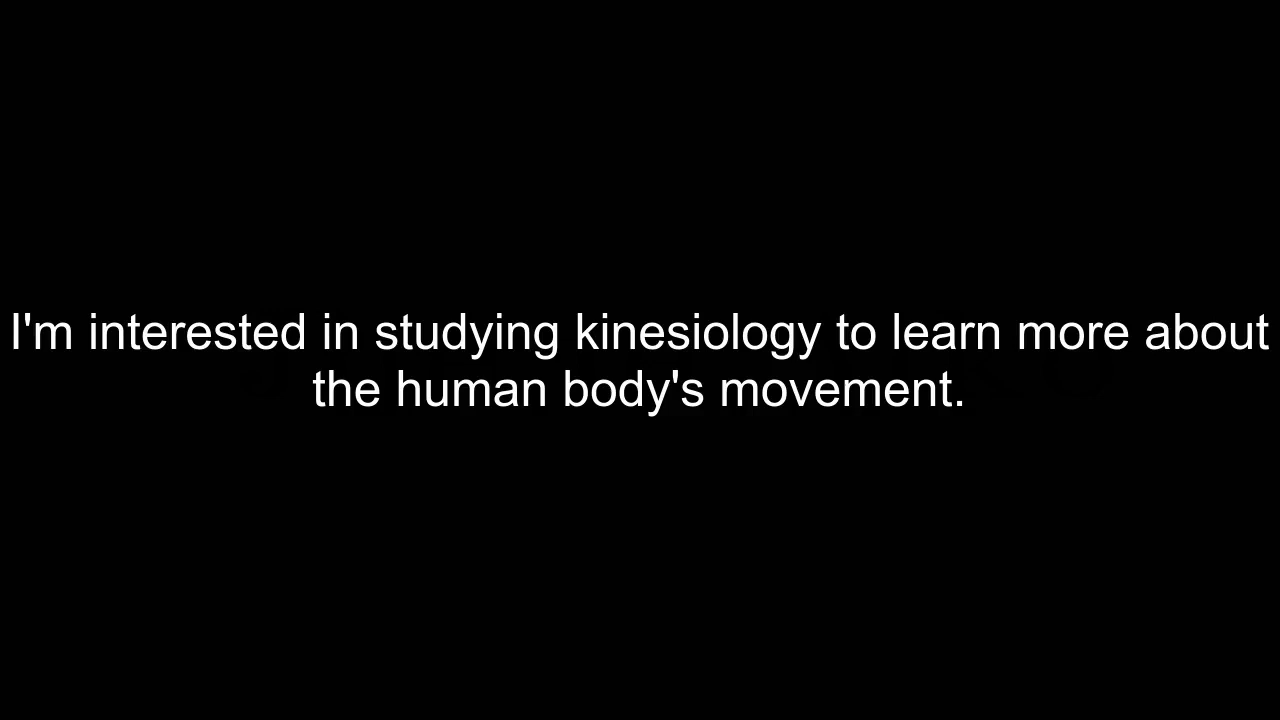 I'm interested in studying kinesiology to learn more about
the human body's movement.